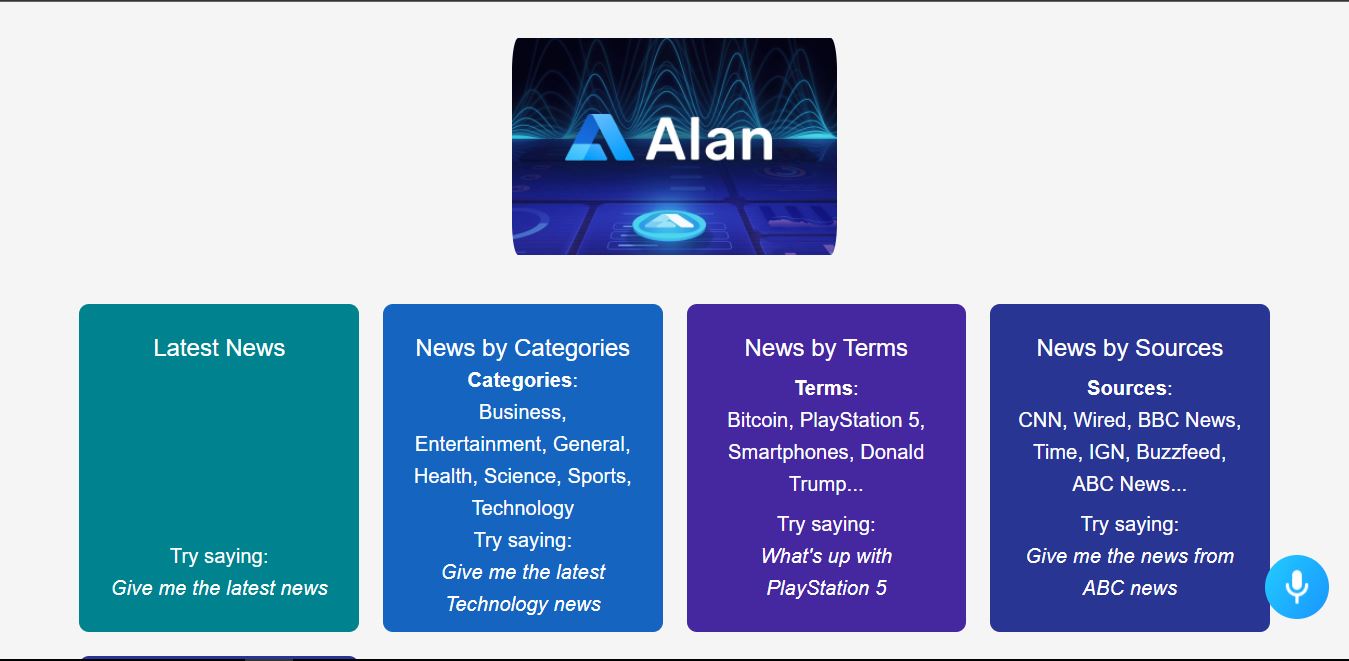 Alan
Latest News
Try saying:
Give me the latest news
News by Categories
Categories:
Business,
Entertainment, General,
Health, Science, Sports,
Technology
Try saying:
Give me the latest
Technology news
News by Terms
Terms:
Bitcoin, PlayStation 5,
Smartphones, Donald
Trump...
Try saying:
What's up with
PlayStation 5
News by Sources
Sources:
CNN, Wired, BBC News,
Time, IGN, Buzzfeed,
ABC News...
Try saying:
Give me the news from
ABC news